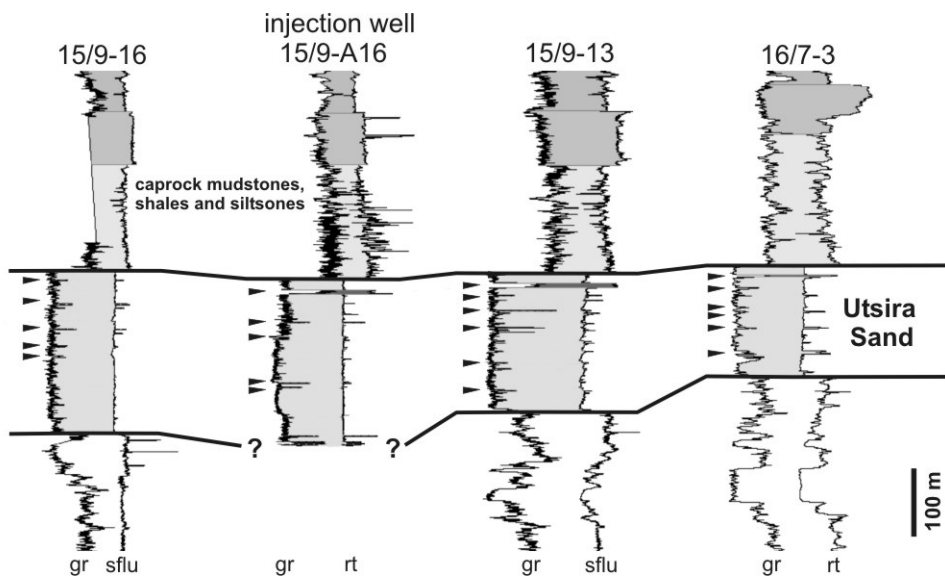 injection well
15/9-16 15/9-A16 15/9-13 16/7-3
caprock mudstones,
shales and siltsones
Utsira
Sand
? ?
100 m
gr sflu gr rt gr sflu gr rt